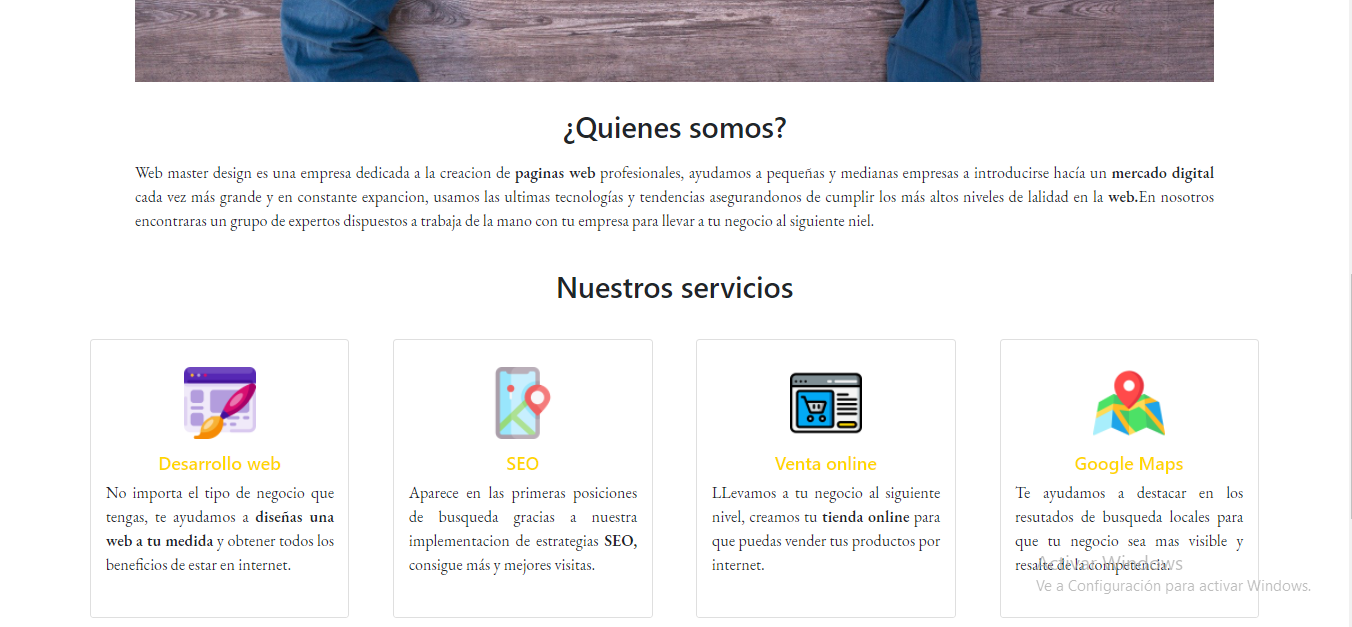 ¿Quienes somos?
Web master design es una empresa dedicada a la creacion de paginas web profesionales, ayudamos a pequeñas y medianas empresas a introducirse hacía un mercado digital
cada vez más grande y en constante expancion, usamos las ultimas tecnologías y tendencias asegurandonos de cumplir los más altos niveles de lalidad en la web.En nosotros
encontraras un grupo de expertos dispuestos a trabaja de la mano con tu empresa para llevar a tu negocio al siguiente niel.
Nuestros servicios
Desarrollo web
No importa el tipo de negocio que
tengas, te ayudamos a diseñas una
web a tu medida y obtener todos los
beneficios de estar en internet.
SEO
Aparece en las primeras posiciones
de busqueda gracias a nuestra
implementacion de estrategias SEO,
consigue más y mejores visitas.
Venta online
LLevamos a tu negocio al siguiente
nivel, creamos tu tienda online para
que puedas vender tus productos por
internet.
Google Maps
Te ayudamos a destacar en los
resutados de busqueda locales para
que tu negocio sea mas visible y
resalte de la competencia.
Activar Windows
Ve a Configuración para activar Windows.